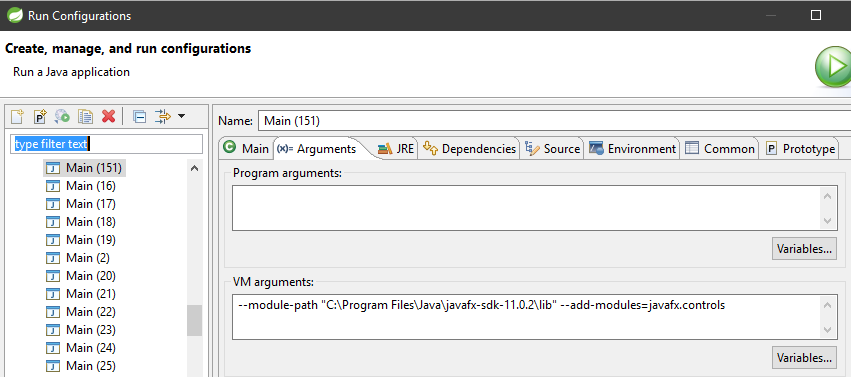 Run Configurations
Create, manage, and run configurations
Run a Java application
type filter text
Main (151)
Main (16)
Main (17)
Main (18)
Main (19)
Main (2)
Main (20)
Main (21)
Main (22)
Main (23)
Main (24)
Main (25)
Name: Main (151)
Main (x)= Arguments JRE Dependencies Source Environment Common Prototype
Program arguments:
Variables...
VM arguments:
--module-path "C:\Program Files\Java\javafx-sdk-11.0.2\lib" --add-modules=javafx.controls
Variables...